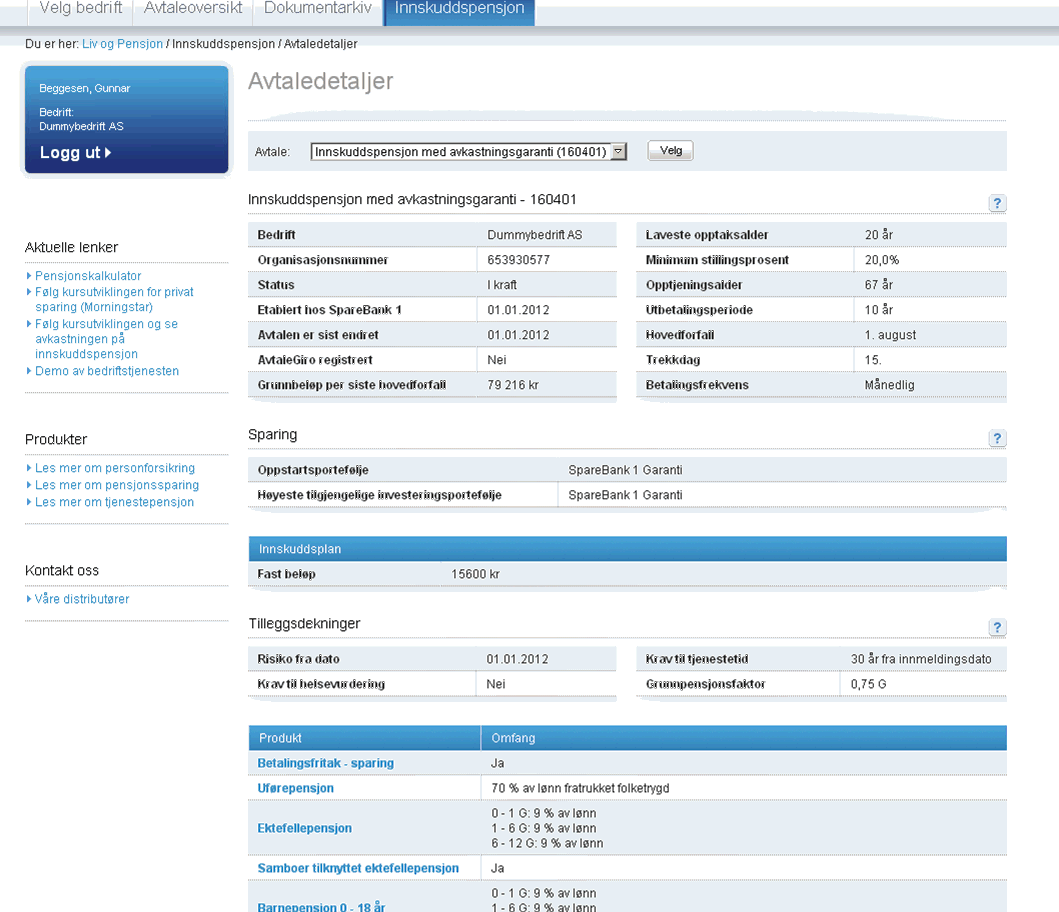 Velg bedrift Avtaleoversikt Dokumentarkiv Innskuddspensjon
Du er her: Liv og Pensjon / Innskuddspensjon / Avtaledetaljer
Beggesen, Gunnar
Bedrift:
Dummybedrift AS
Logg ut
Aktuelle lenker
Pensjonskalkulator
Følg kursutviklingen for privat
sparing (Morningstar)
Følg kursutviklingen og se
avkastningen på
innskuddspensjon
Demo av bedriftstjenesten
Produkter
Les mer om personforsikring
Les mer om pensjonssparing
Les mer om tjenestepensjon
Kontakt oss
Våre distributører
Avtaledetaljer
Avtale: Innskuddspensjon med avkastningsgaranti (160401) Velg
Innskuddspensjon med avkastningsgaranti - 160401 ?
Bedrift Dummybedrift AS
Organisasjonsnummer 653930577
Status I kraft
Etablert hos SpareBank 1 01.01.2012
Avtalen er sist endret 01.01.2012
AvtaleGiro registrert Nei
Grunnbeløp per siste hovedforfall 79 216 kr
Laveste opptaksalder 20 år
Minimum stillingsprosent 20,0%
Opptjeningsalder 67 år
Utbetalingsperiode 10 år
Hovedforfall 1. august
Trekkdag 15.
Betalingsfrekvens Månedlig
Sparing ?
Oppstartsportefølje SpareBank 1 Garanti
Høyeste tilgjengelige investeringsportefølje SpareBank 1 Garanti
Innskuddsplan
Fast beløp 15600 kr
Tilleggsdekninger ?
Risiko fra dato 01.01.2012
Krav til helsevurdering Nei
Krav til tjenestetid 30 år fra innmeldingsdato
Grunnpensjonsfaktor 0,75 G
Produkt Omfang
Betalingsfritak - sparing Ja
Uførepensjon 70 % av lønn fratrukket folketrygd
Ektefellepensjon 0 - 1 G: 9 % av lønn
1 - 6 G: 9 % av lønn
6 - 12 G: 9 % av lønn
Samboer tilknyttet ektefellepensjon Ja
0 - 1 G: 9 % av lønn
Barnepensjon 0 - 18 år 1 - 6 G: 9 % av lønn